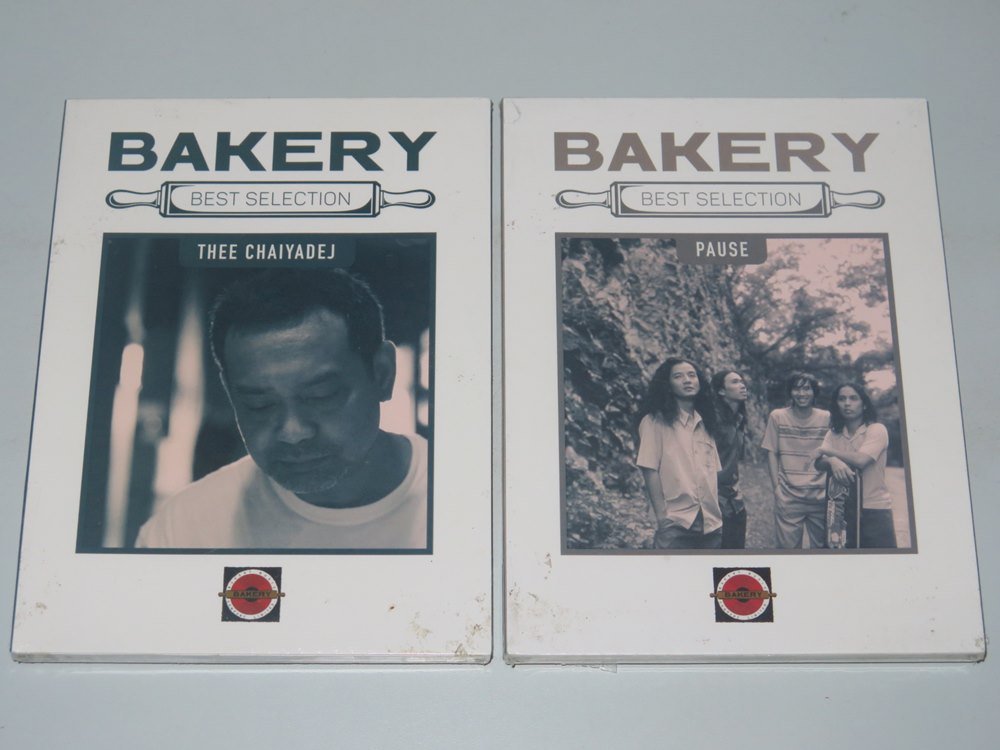 BAKERY
BEST SELECTION
THEE CHAIYADEJ
BAKERY
BAKERY
BEST SELECTION
PAUSE
BAKERY